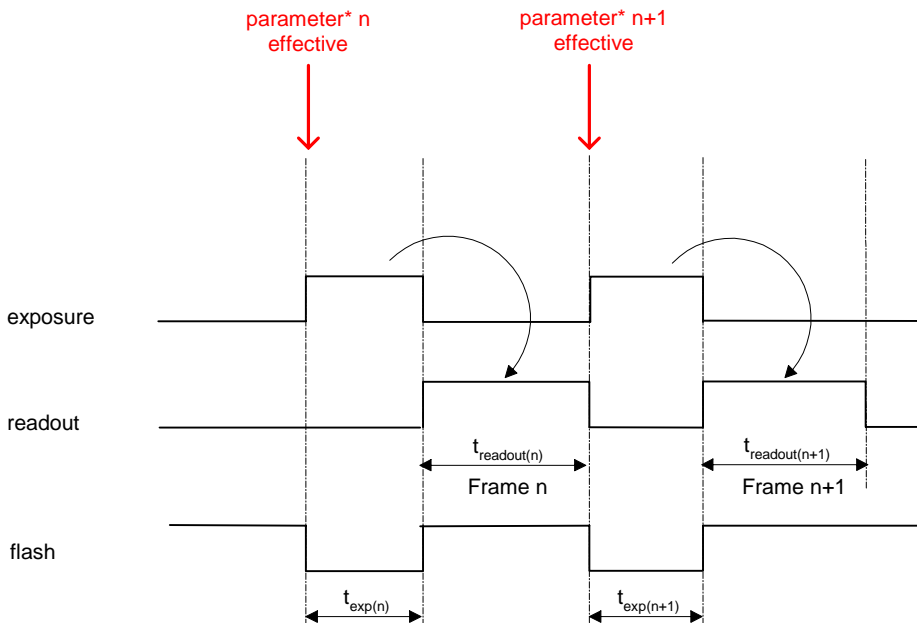 parameter* n
effective
parameter* n+1
effective
exposure
readout
t_readout(n)
t_readout(n+1)
Frame n
Frame n+1
flash
t_exp(n)
t_exp(n+1)